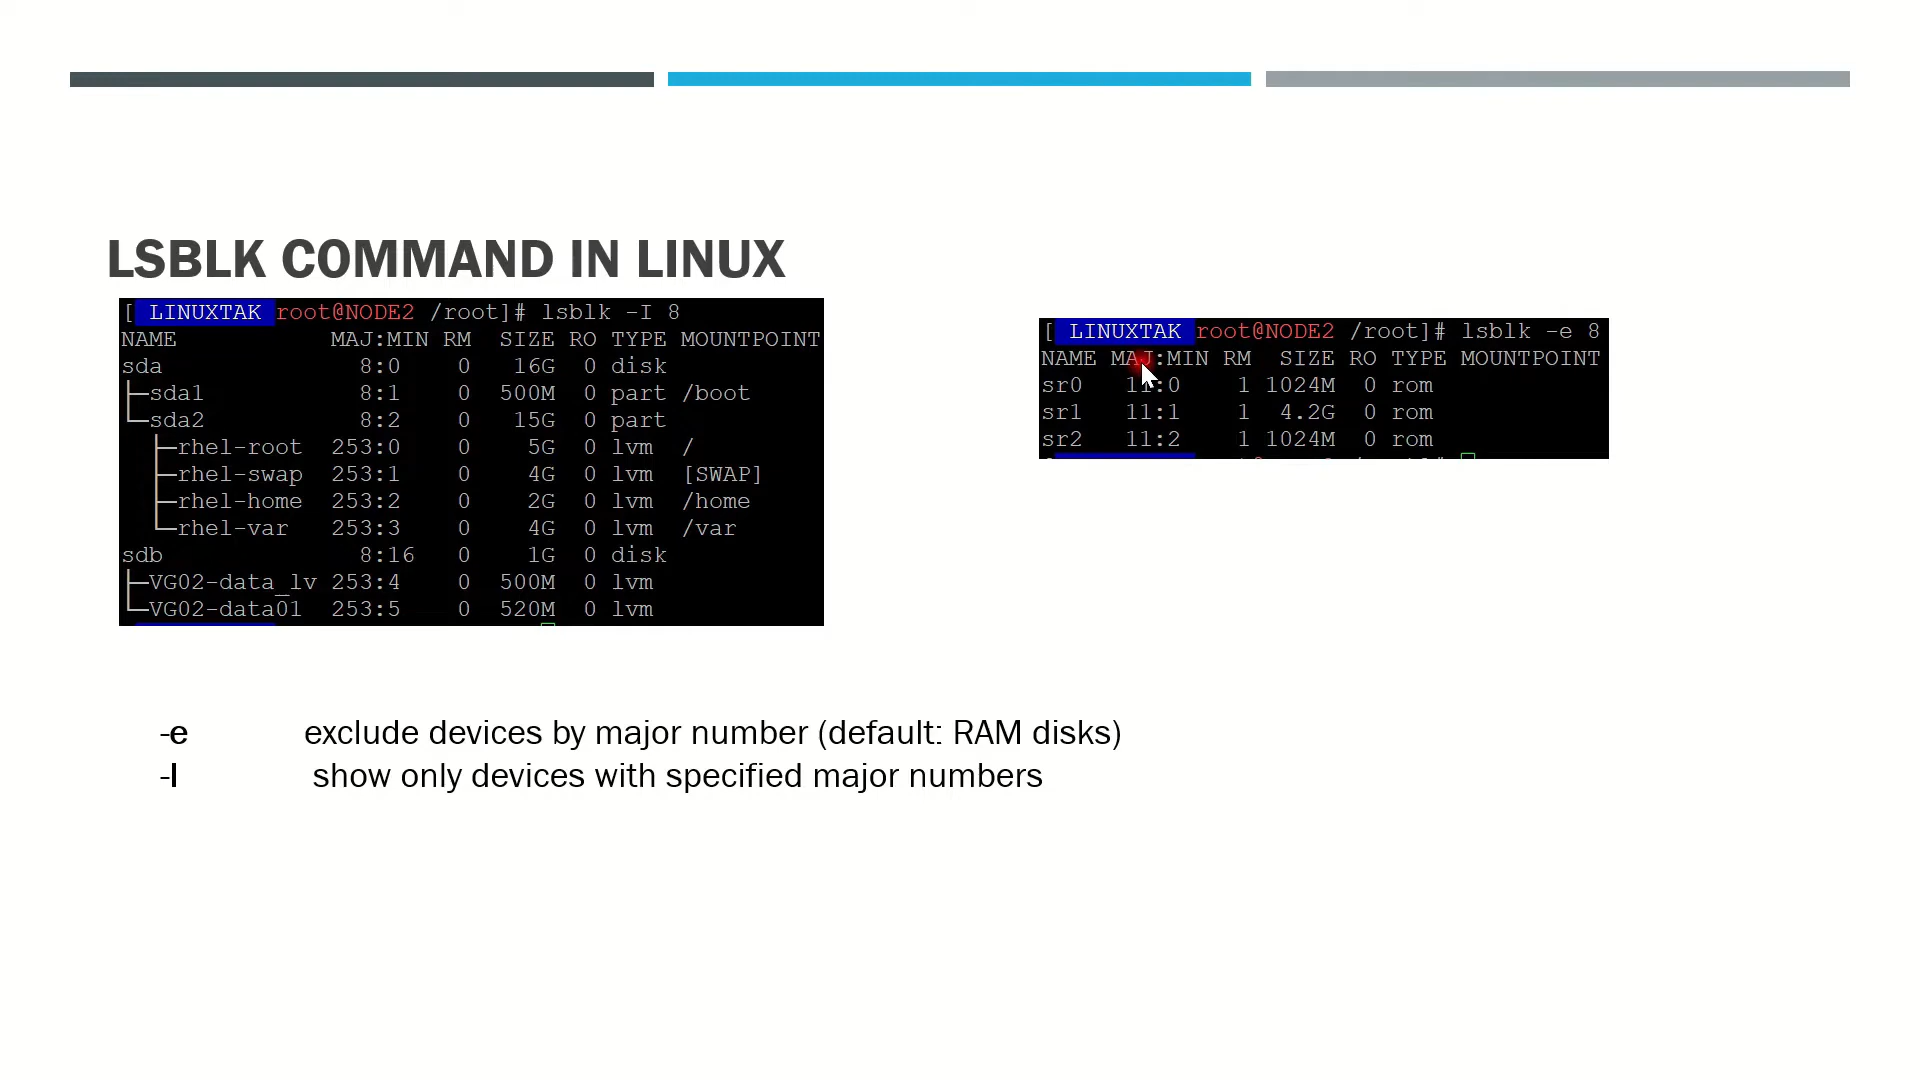 LSBLK COMMAND IN LINUX
[ LINUXTAK root@NODE2 /root]# lsblk -I 8
NAME MAJ:MIN RM SIZE RO TYPE MOUNTPOINT
sda 8:0 0 16G 0 disk
├─sda1 8:1 0 500M 0 part /boot
└─sda2 8:2 0 15G 0 part
├─rhel-root 253:0 0 5G 0 lvm /
├─rhel-swap 253:1 0 4G 0 lvm [SWAP]
├─rhel-home 253:2 0 2G 0 lvm /home
└─rhel-var 253:3 0 4G 0 lvm /var
sdb 8:16 0 1G 0 disk
├─VG02-data_lv 253:4 0 500M 0 lvm
└─VG02-data01 253:5 0 520M 0 lvm
[ LINUXTAK root@NODE2 /root]# lsblk -e 8
NAME MAJ:MIN RM SIZE RO TYPE MOUNTPOINT
sr0 11:0 1 1024M 0 rom
sr1 11:1 1 4.2G 0 rom
sr2 11:2 1 1024M 0 rom
-e exclude devices by major number (default: RAM disks)
-I show only devices with specified major numbers